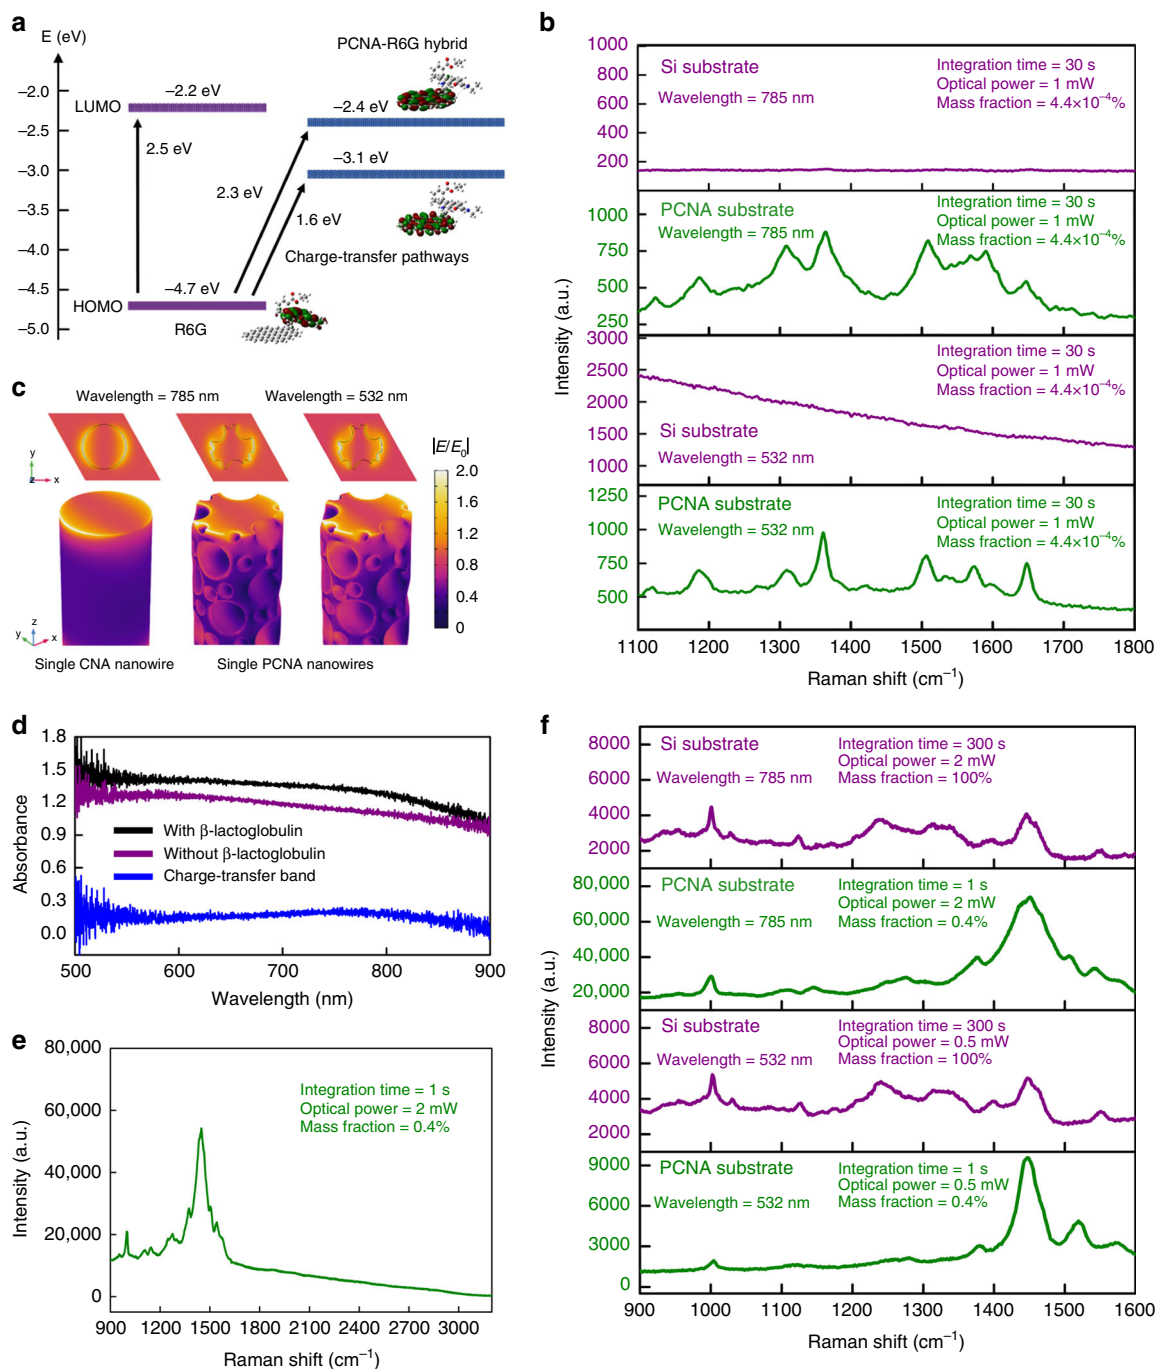 a
E (eV)
PCNA-R6G hybrid
−2.0
LUMO
−2.2 eV
−2.4 eV
−2.5
2.5 eV
−3.0
−3.1 eV
2.3 eV
−3.5
1.6 eV
−4.0
Charge-transfer pathways
−4.5
−4.7 eV
HOMO
−5.0
R6G
b
1000
800
600
400
200
Si substrate
Wavelength = 785 nm
Integration time = 30 s
Optical power = 1 mW
Mass fraction = 4.4×10−4%
1000
750
500
250
PCNA substrate
Wavelength = 785 nm
Integration time = 30 s
Optical power = 1 mW
Mass fraction = 4.4×10−4%
3000
2500
2000
1500
1000
Si substrate
Wavelength = 532 nm
Integration time = 30 s
Optical power = 1 mW
Mass fraction = 4.4×10−4%
1250
1000
750
500
PCNA substrate
Wavelength = 532 nm
Integration time = 30 s
Optical power = 1 mW
Mass fraction = 4.4×10−4%
Intensity (a.u.)
1100 1200 1300 1400 1500 1600 1700 1800
Raman shift (cm−1)
c
Wavelength = 785 nm
Wavelength = 532 nm
|E/E0|
2.0
1.6
1.2
0.8
0.4
0
y
z
x
z
y
x
Single CNA nanowire
Single PCNA nanowires
d
1.8
1.5
1.2
0.9
0.6
0.3
0.0
Absorbance
With β-lactoglobulin
Without β-lactoglobulin
Charge-transfer band
500 600 700 800 900
Wavelength (nm)
e
80,000
60,000
40,000
20,000
0
Intensity (a.u.)
Integration time = 1 s
Optical power = 2 mW
Mass fraction = 0.4%
900 1200 1500 1800 2100 2400 2700 3000
Raman shift (cm−1)
f
8000
6000
4000
2000
Si substrate
Wavelength = 785 nm
Integration time = 300 s
Optical power = 2 mW
Mass fraction = 100%
80,000
60,000
40,000
20,000
PCNA substrate
Wavelength = 785 nm
Integration time = 1 s
Optical power = 2 mW
Mass fraction = 0.4%
8000
6000
4000
2000
Si substrate
Wavelength = 532 nm
Integration time = 300 s
Optical power = 0.5 mW
Mass fraction = 100%
9000
6000
3000
0
PCNA substrate
Wavelength = 532 nm
Integration time = 1 s
Optical power = 0.5 mW
Mass fraction = 0.4%
Intensity (a.u.)
900 1000 1100 1200 1300 1400 1500 1600
Raman shift (cm−1)